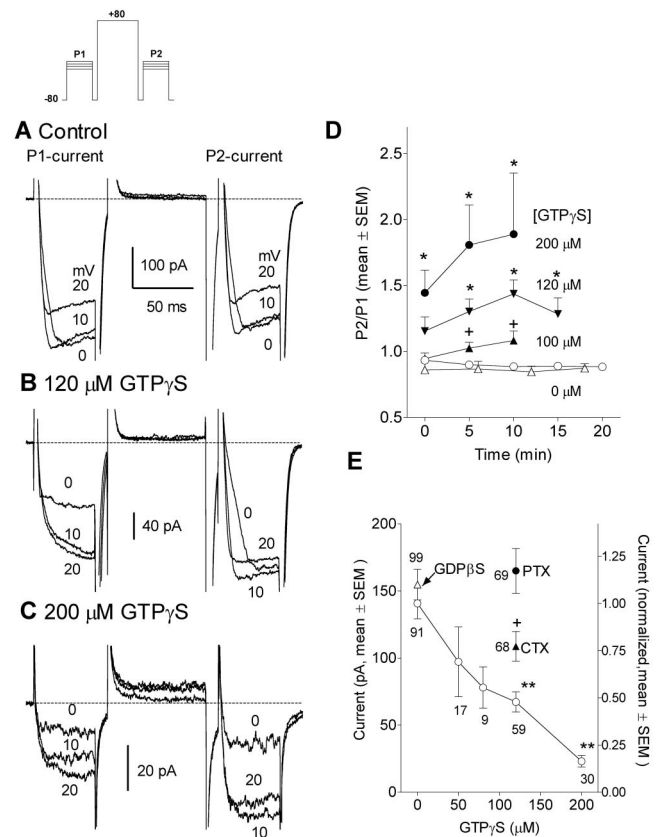 +80
P1
P2
-80
A Control
P1-current
P2-current
mV
20
10
0
100 pA
50 ms
20
10
0
B 120 μM GTPγS
0
10
20
40 pA
0
20
10
C 200 μM GTPγS
0
10
20
20 pA
0
20
10
D
P2/P1 (mean ± SEM)
2.5
2.0
1.5
1.0
0.5
* * *
[GTPγS]
200 μM
* * *
120 μM
+ +
100 μM
0 μM
0 5 10 15 20
Time (min)
E
Current (pA, mean ± SEM)
200
150
100
50
0
99
GDPβS
91
69 PTX
+
68 CTX
17
9
**
59
**
30
0 50 100 150 200
GTPγS (μM)
Current (normalized,mean ± SEM)
1.25
1.00
0.75
0.50
0.25
0.00